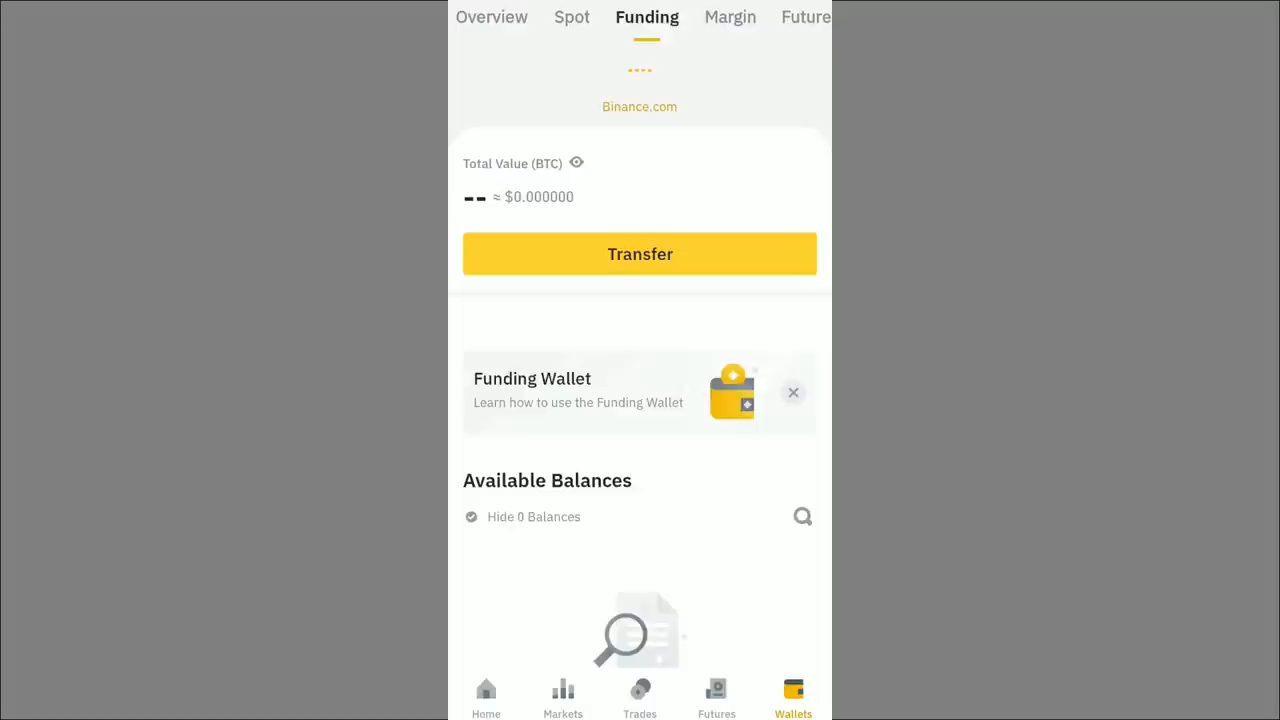 Overview Spot Funding Margin Future
Binance.com
Total Value (BTC)
-- ≈ $0.000000
Transfer
Funding Wallet
Learn how to use the Funding Wallet
Available Balances
Hide 0 Balances
Home Markets Trades Futures Wallets